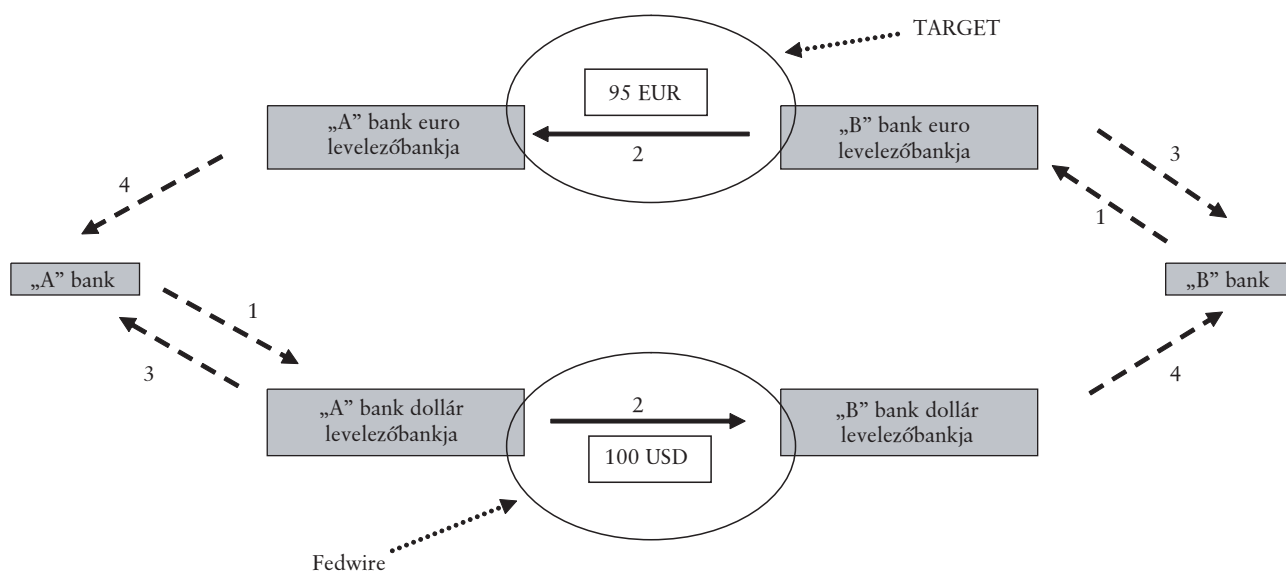 TARGET
95 EUR
„A” bank euro
levelezőbankja
2
„B” bank euro
levelezőbankja
3
4
1
„A” bank
„B” bank
1
3
„A” bank dollár
levelezőbankja
2
100 USD
„B” bank dollár
levelezőbankja
4
Fedwire